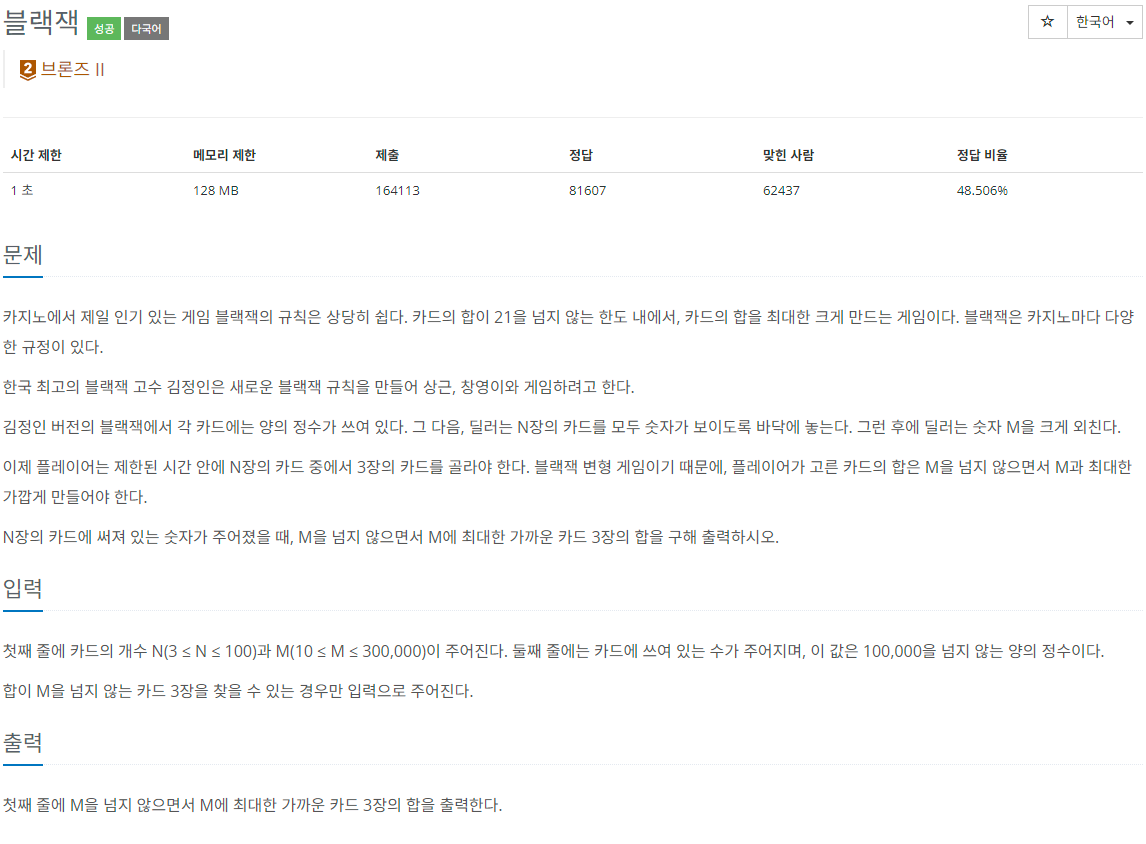 블랙잭 성공 다국어 ☆ 한국어
2 브론즈 II
시간 제한 메모리 제한 제출 정답 맞힌 사람 정답 비율
1 초 128 MB 164113 81607 62437 48.506%
문제
카지노에서 제일 인기 있는 게임 블랙잭의 규칙은 상당히 쉽다. 카드의 합이 21을 넘지 않는 한도 내에서, 카드의 합을 최대한 크게 만드는 게임이다. 블랙잭은 카지노마다 다양
한 규정이 있다.
한국 최고의 블랙잭 고수 김정인은 새로운 블랙잭 규칙을 만들어 상근, 창영이와 게임하려고 한다.
김정인 버전의 블랙잭에서 각 카드에는 양의 정수가 쓰여 있다. 그 다음, 딜러는 N장의 카드를 모두 숫자가 보이도록 바닥에 놓는다. 그런 후에 딜러는 숫자 M을 크게 외친다.
이제 플레이어는 제한된 시간 안에 N장의 카드 중에서 3장의 카드를 골라야 한다. 블랙잭 변형 게임이기 때문에, 플레이어가 고른 카드의 합은 M을 넘지 않으면서 M과 최대한
가깝게 만들어야 한다.
N장의 카드에 써져 있는 숫자가 주어졌을 때, M을 넘지 않으면서 M에 최대한 가까운 카드 3장의 합을 구해 출력하시오.
입력
첫째 줄에 카드의 개수 N(3 ≤ N ≤ 100)과 M(10 ≤ M ≤ 300,000)이 주어진다. 둘째 줄에는 카드에 쓰여 있는 수가 주어지며, 이 값은 100,000을 넘지 않는 양의 정수이다.
합이 M을 넘지 않는 카드 3장을 찾을 수 있는 경우만 입력으로 주어진다.
출력
첫째 줄에 M을 넘지 않으면서 M에 최대한 가까운 카드 3장의 합을 출력한다.